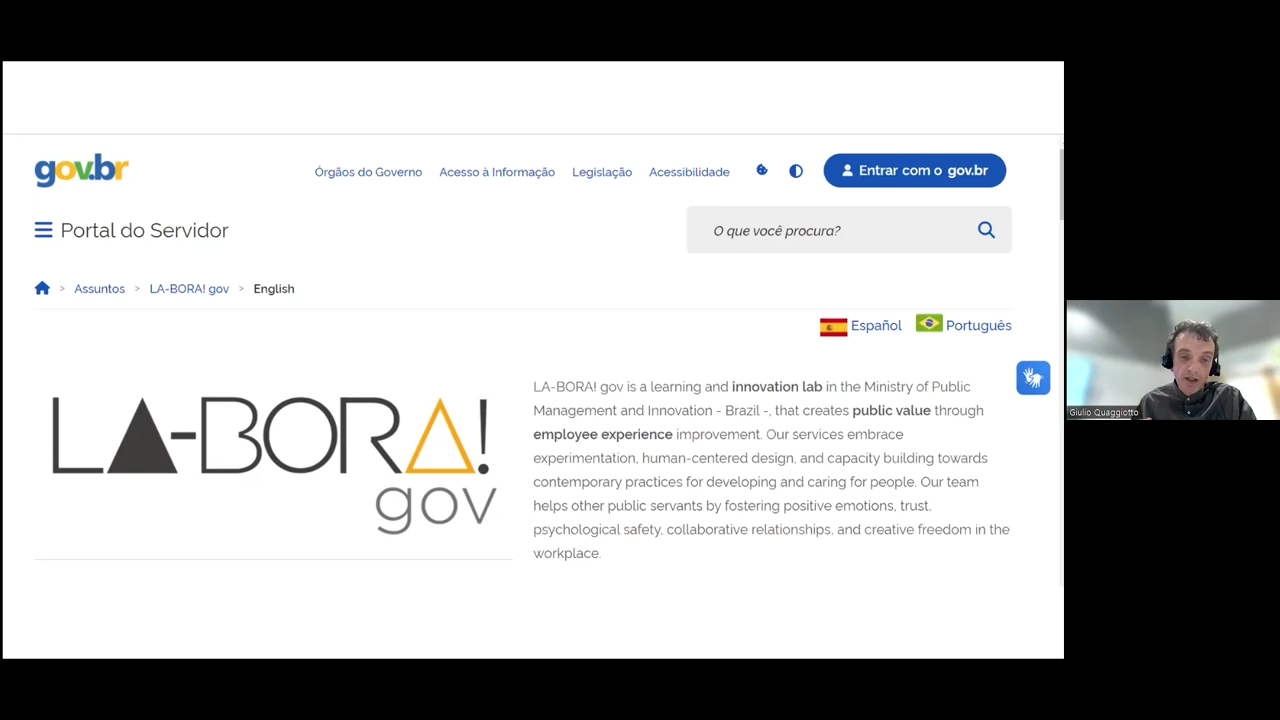 gov.br
Órgãos do Governo Acesso à Informação Legislação Acessibilidade
Entrar com o gov.br
Portal do Servidor
O que você procura?
Assuntos > LA-BORA! gov > English
Español Português
LA-BORA!
gov
LA-BORA! gov is a learning and innovation lab in the Ministry of Public
Management and Innovation - Brazil -, that creates public value through
employee experience improvement. Our services embrace
experimentation, human-centered design, and capacity building towards
contemporary practices for developing and caring for people. Our team
helps other public servants by fostering positive emotions, trust,
psychological safety, collaborative relationships, and creative freedom in the
workplace.
Giulio Quaggiotto